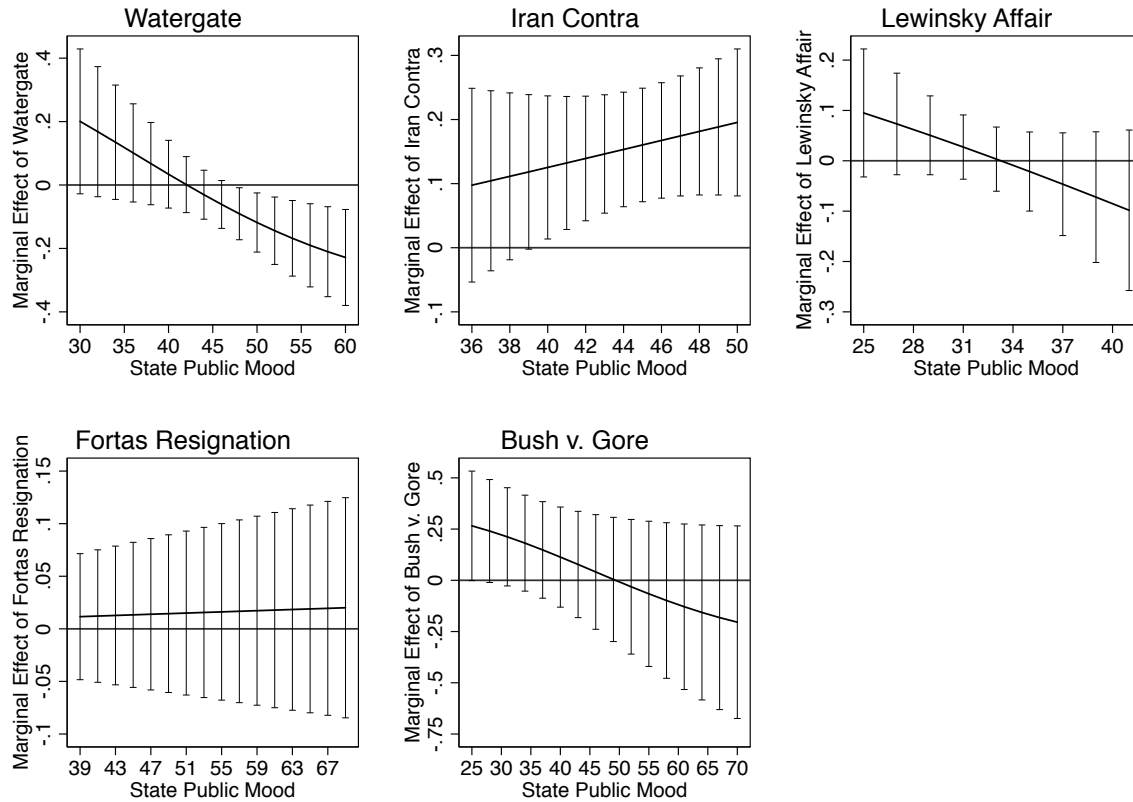 Watergate
Marginal Effect of Watergate
.4
.2
0
-.2
-.4
30 35 40 45 50 55 60
State Public Mood
Iran Contra
Marginal Effect of Iran Contra
.3
.2
.1
0
-.1
36 38 40 42 44 46 48 50
State Public Mood
Lewinsky Affair
Marginal Effect of Lewinsky Affair
.2
.1
0
-.1
-.2
-.3
25 28 31 34 37 40
State Public Mood
Fortas Resignation
Marginal Effect of Fortas Resignation
.15
.1
.05
0
-.05
-.1
39 43 47 51 55 59 63 67
State Public Mood
Bush v. Gore
Marginal Effect of Bush v. Gore
.5
.25
0
-.25
-.5
-.75
25 30 35 40 45 50 55 60 65 70
State Public Mood